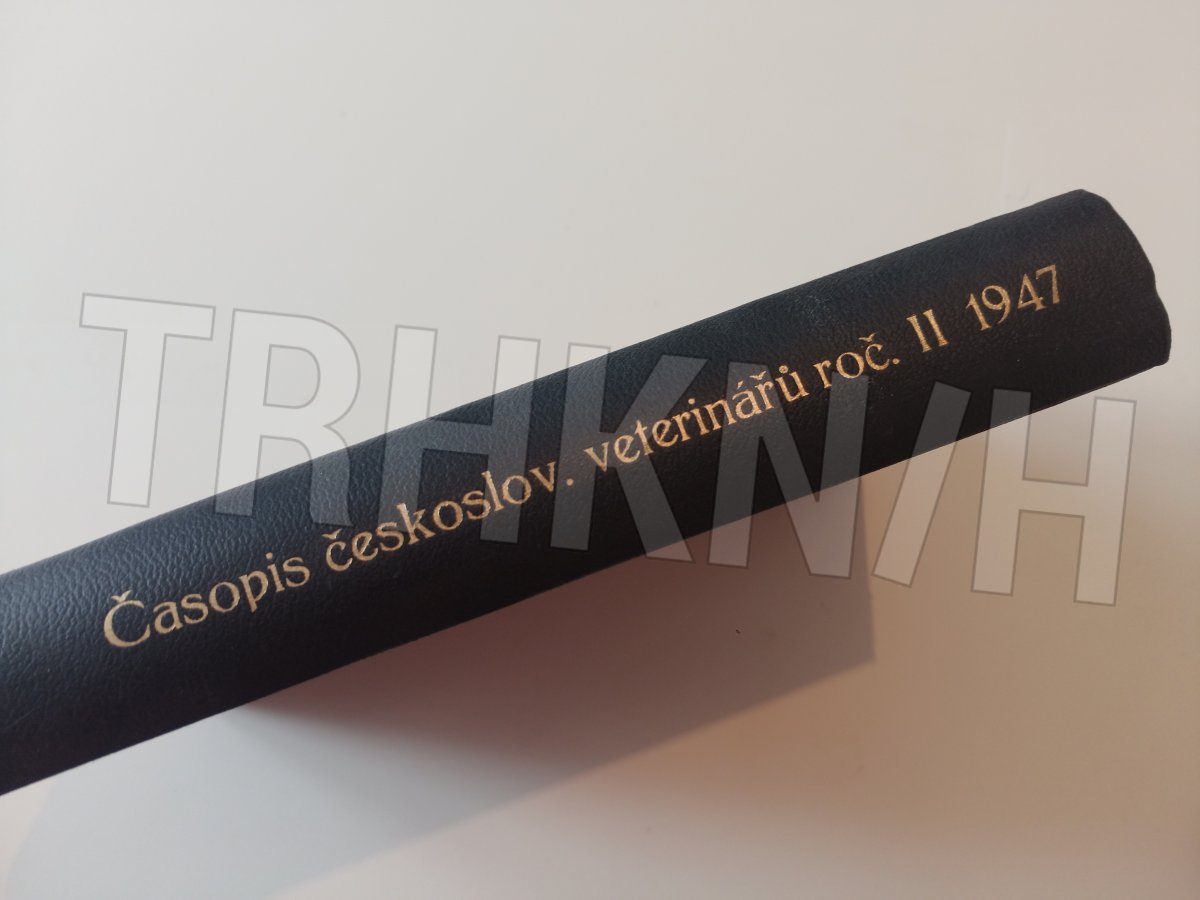 Časopis českoslov. veterinářů roč. II 1947
TRHKNIH